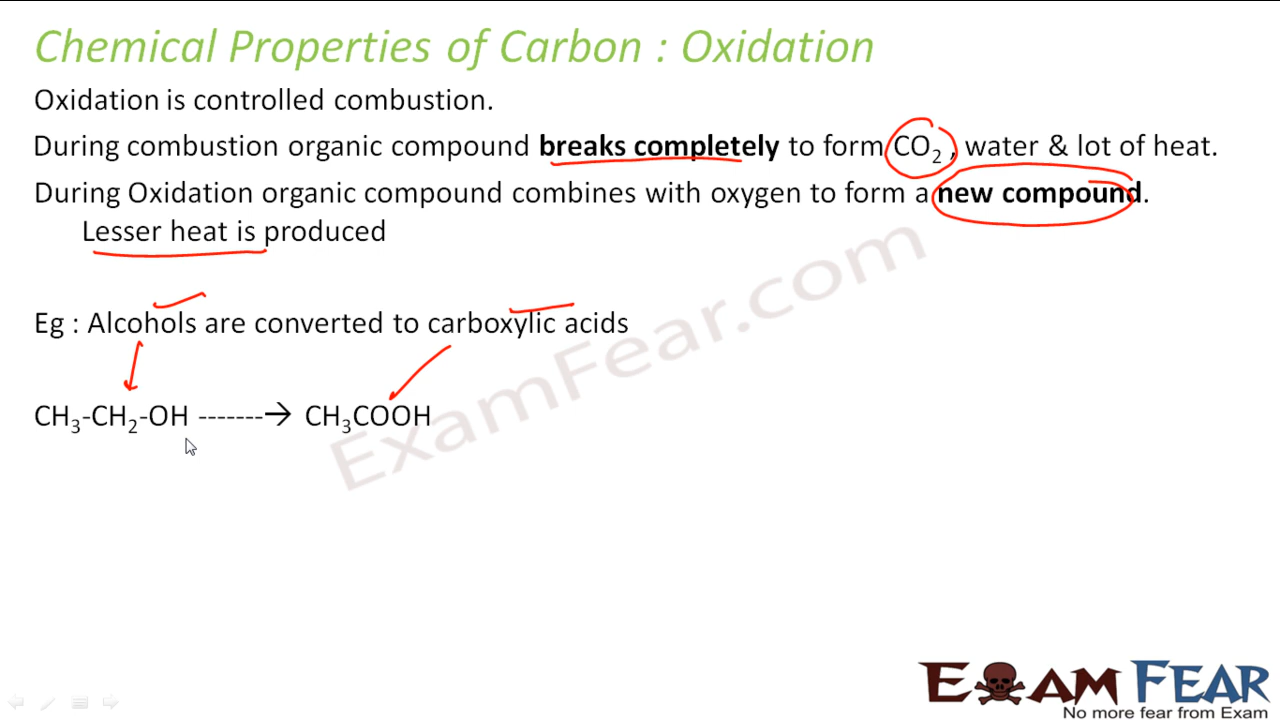 Chemical Properties of Carbon : Oxidation
Oxidation is controlled combustion.
During combustion organic compound breaks completely to form CO₂ , water & lot of heat.
During Oxidation organic compound combines with oxygen to form a new compound.
Lesser heat is produced
Eg : Alcohols are converted to carboxylic acids
CH₃-CH₂-OH -------→ CH₃COOH
ExamFear.com
EXAM FEAR
No more fear from Exam